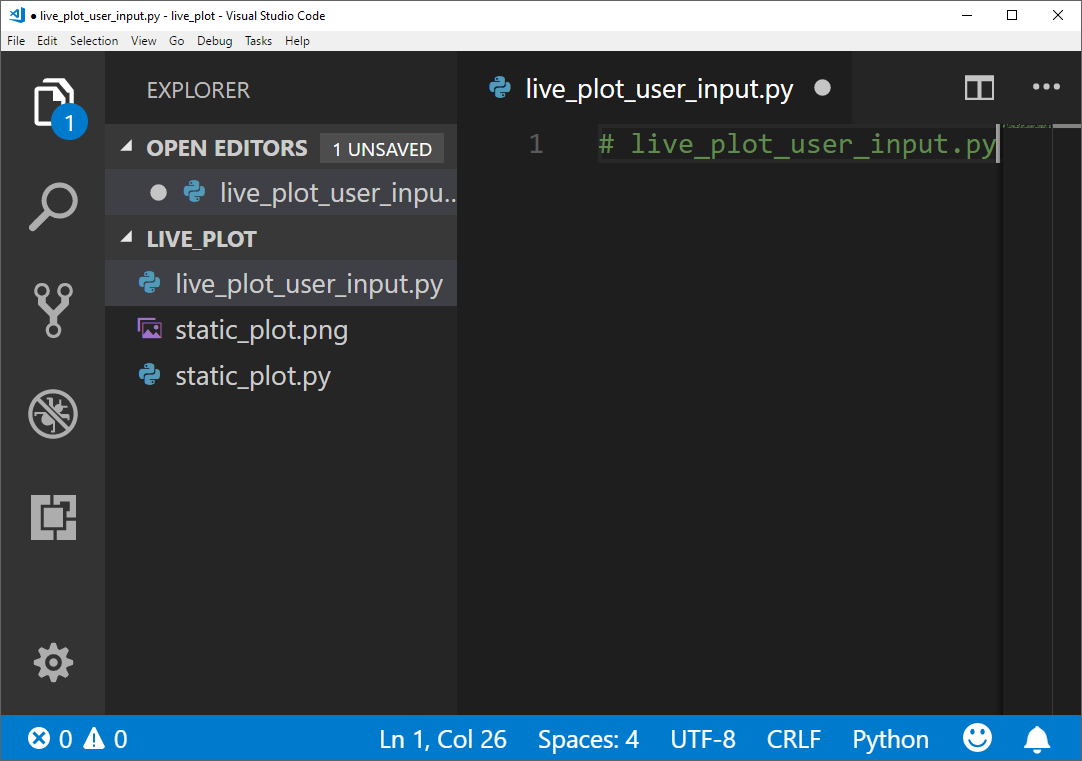 ● live_plot_user_input.py - live_plot - Visual Studio Code
File Edit Selection View Go Debug Tasks Help
1
EXPLORER
OPEN EDITORS 1 UNSAVED
live_plot_user_inpu..
LIVE_PLOT
live_plot_user_input.py
static_plot.png
static_plot.py
live_plot_user_input.py
1 # live_plot_user_input.py
0 0 Ln 1, Col 26 Spaces: 4 UTF-8 CRLF Python